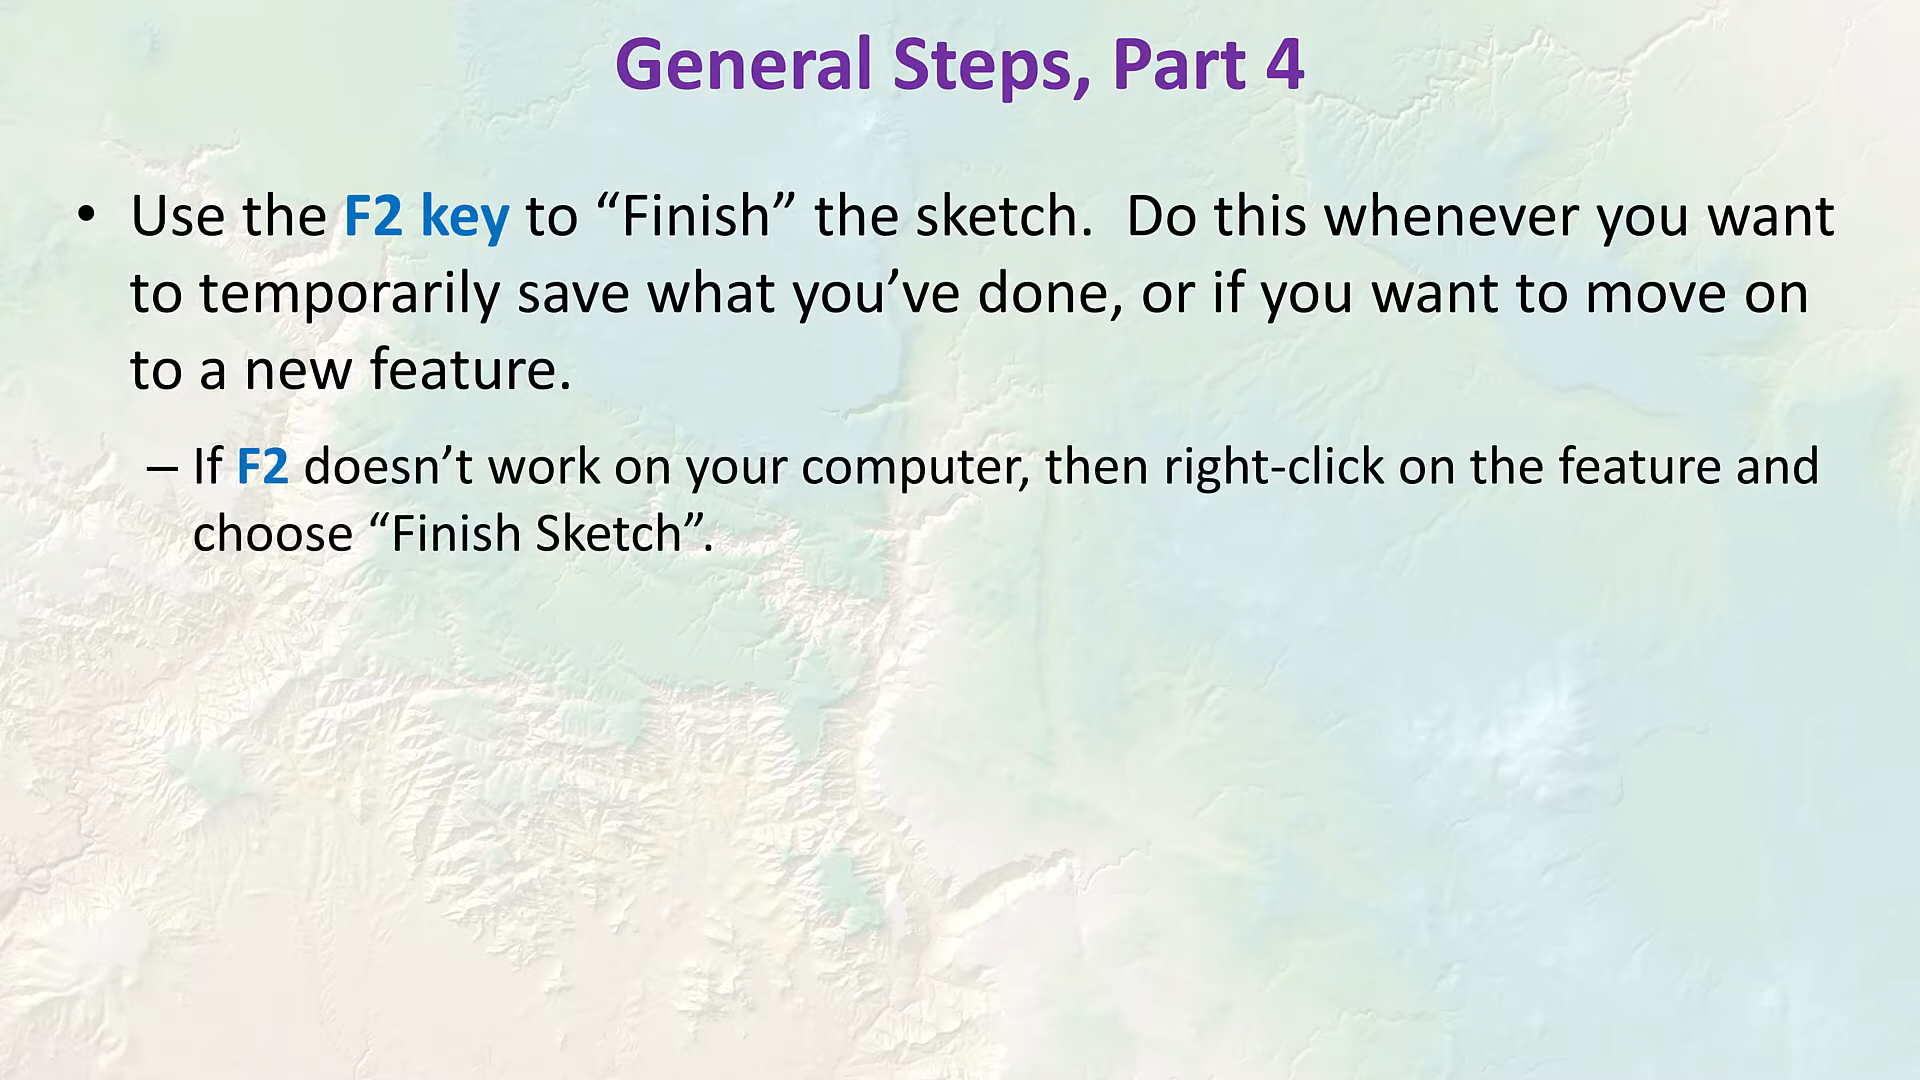 General Steps, Part 4
• Use the F2 key to “Finish” the sketch.  Do this whenever you want
to temporarily save what you’ve done, or if you want to move on
to a new feature.
– If F2 doesn’t work on your computer, then right-click on the feature and
choose “Finish Sketch”.